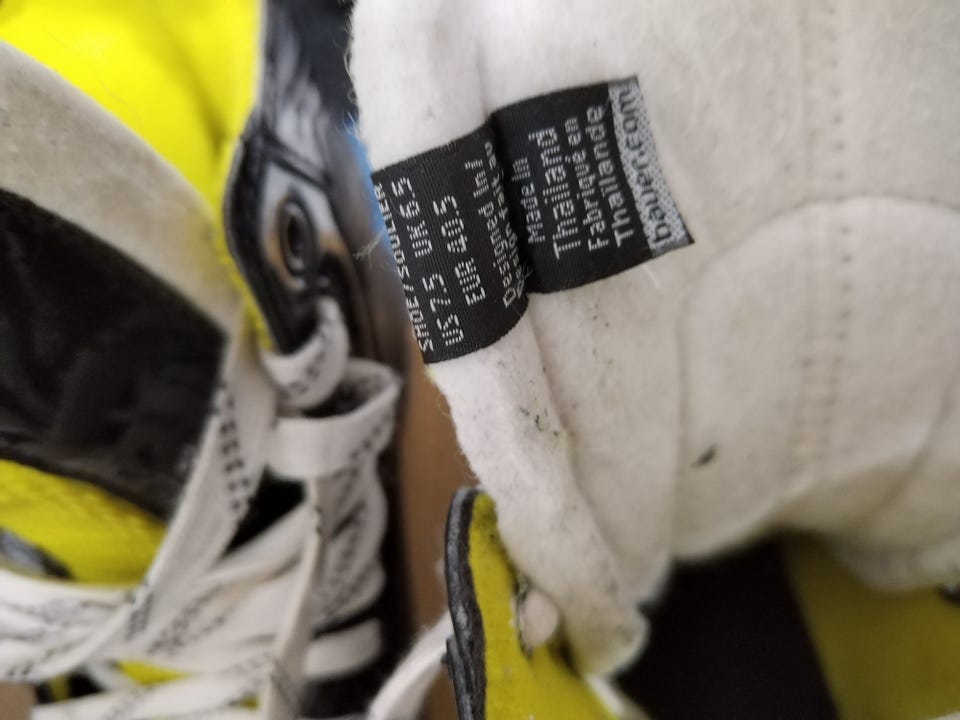 SHOE/SOULIER
US 7.5 UK 6.5
EUR 40.5
Designed in/
Made in
Thailand
Fabriqué en
Thaïlande
bauer.com